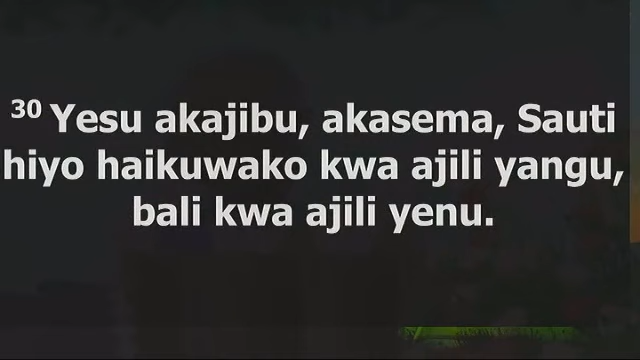 30 Yesu akajibu, akasema, Sauti
hiyo haikuwako kwa ajili yangu,
bali kwa ajili yenu.